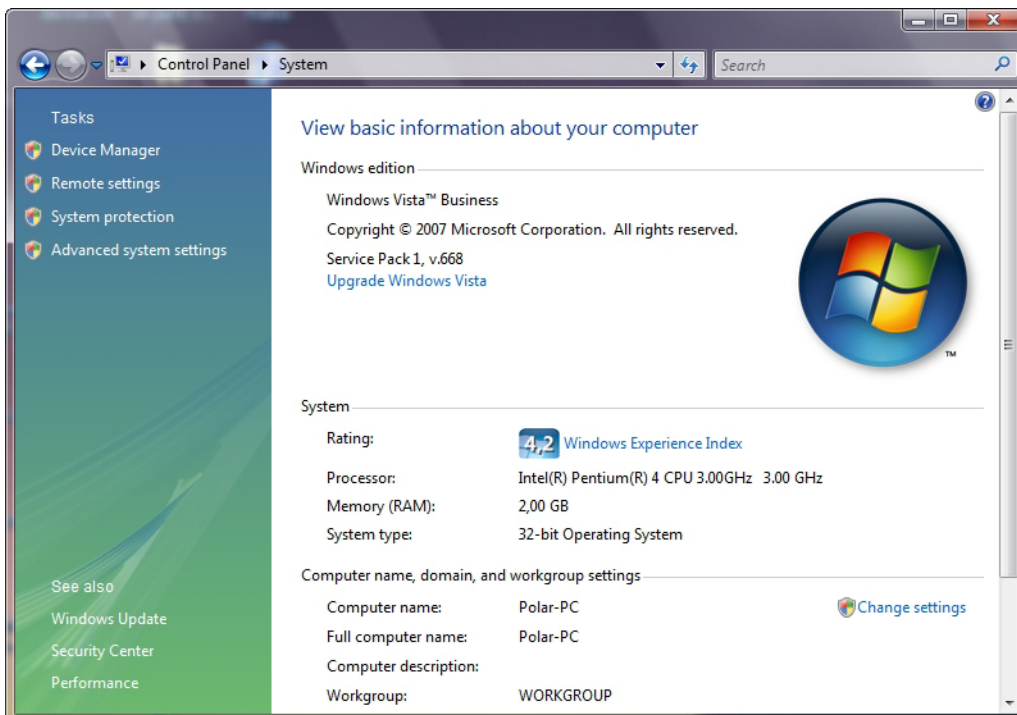 Control Panel ▸ System
Search
Tasks
Device Manager
Remote settings
System protection
Advanced system settings
See also
Windows Update
Security Center
Performance
View basic information about your computer
Windows edition
Windows Vista™ Business
Copyright © 2007 Microsoft Corporation. All rights reserved.
Service Pack 1, v.668
Upgrade Windows Vista
TM
System
Rating: 4,2 Windows Experience Index
Processor: Intel(R) Pentium(R) 4 CPU 3.00GHz 3.00 GHz
Memory (RAM): 2,00 GB
System type: 32-bit Operating System
Computer name, domain, and workgroup settings
Computer name: Polar-PC Change settings
Full computer name: Polar-PC
Computer description:
Workgroup: WORKGROUP